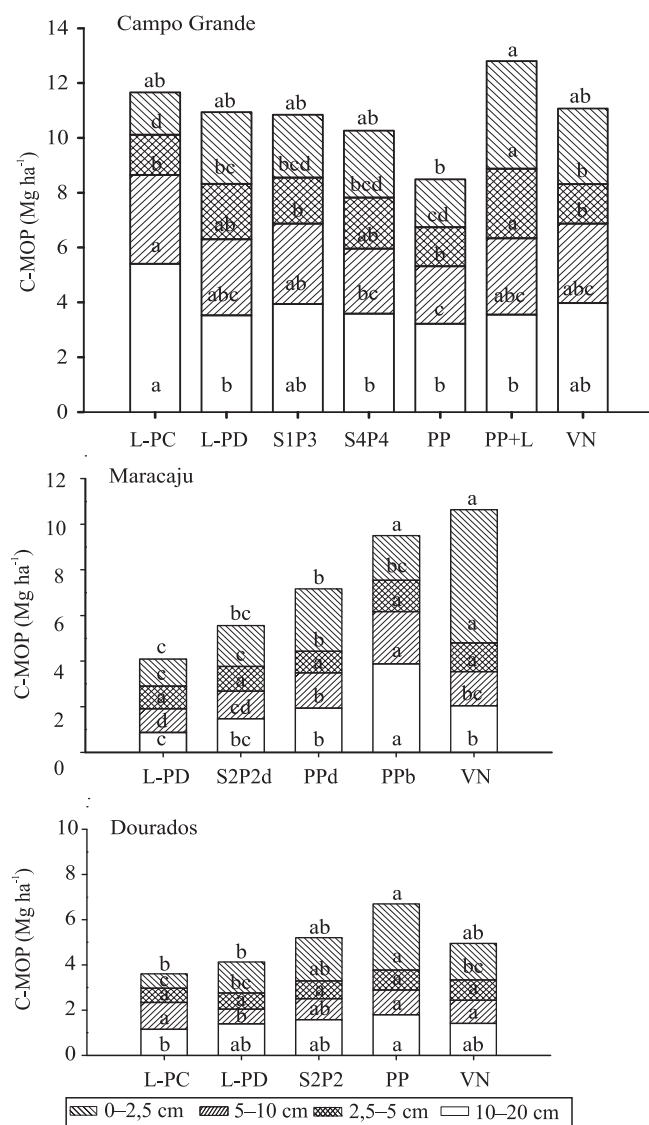 Campo Grande
C-MOP (Mg ha⁻¹)
14
12
10
8
6
4
2
0
ab ab ab ab b a ab
d bc bcd bcd cd a b
b ab b ab b a b
a abc ab bc c abc abc
a b ab b b b ab
L-PC L-PD S1P3 S4P4 PP PP+L VN
Maracaju
C-MOP (Mg ha⁻¹)
12
10
8
6
4
2
0
c bc b a a
c c b bc a
a a a a a
d cd b a bc
c bc b a b
L-PD S2P2d PPd PPb VN
Dourados
C-MOP (Mg ha⁻¹)
10
8
6
4
2
0
b b ab a ab
c bc ab a bc
a a a a a
a b ab a a
b ab ab a ab
L-PC L-PD S2P2 PP VN
0–2,5 cm 5–10 cm 2,5–5 cm 10–20 cm